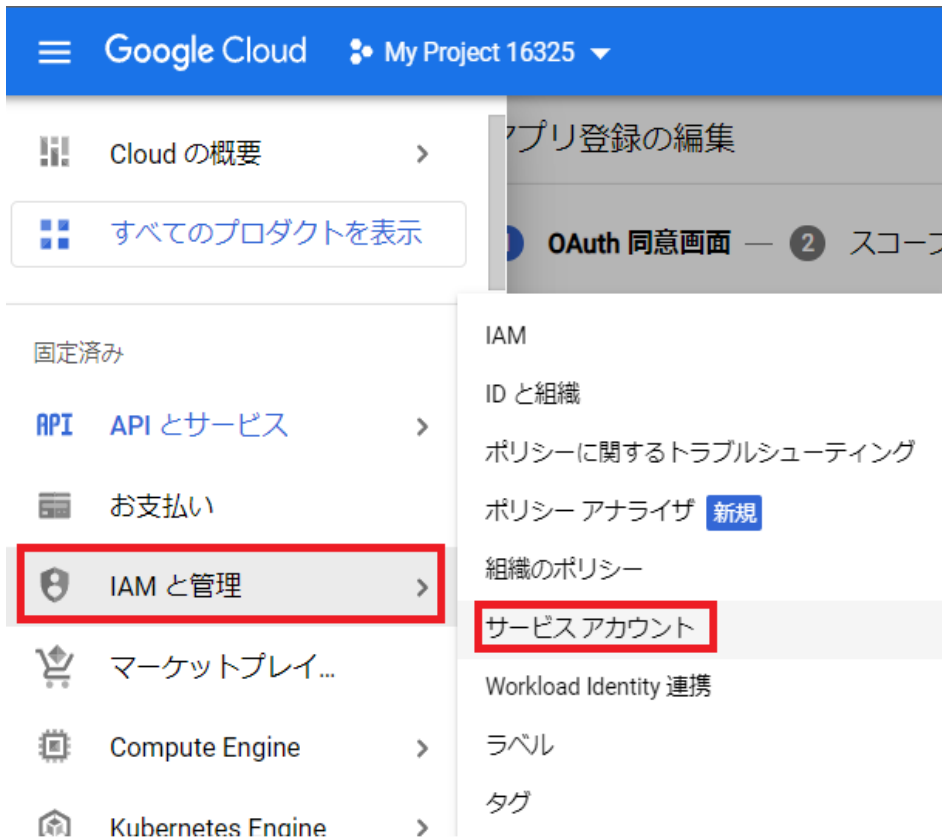 Google Cloud My Project 16325
Cloud の概要
すべてのプロダクトを表示
固定済み
API API とサービス
お支払い
IAM と管理
マーケットプレイ...
Compute Engine
Kubernetes Engine
アプリ登録の編集
OAuth 同意画面 — 2 スコープ
IAM
ID と組織
ポリシーに関するトラブルシューティング
ポリシー アナライザ 新規
組織のポリシー
サービス アカウント
Workload Identity 連携
ラベル
タグ